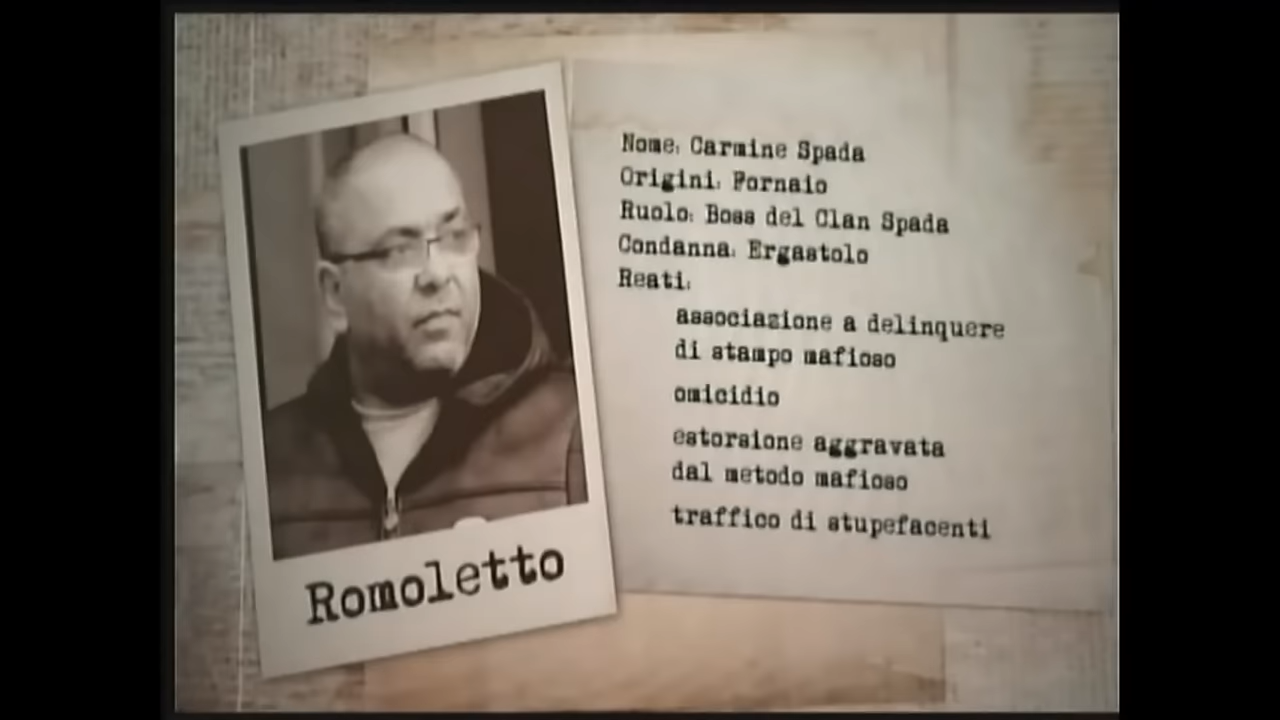 Nome: Carmine Spada
Origini: Fornaio
Ruolo: Boss del Clan Spada
Condanna: Ergastolo
Reati:
associazione a delinquere
di stampo mafioso
omicidio
estorsione aggravata
dal metodo mafioso
traffico di stupefacenti
Romoletto